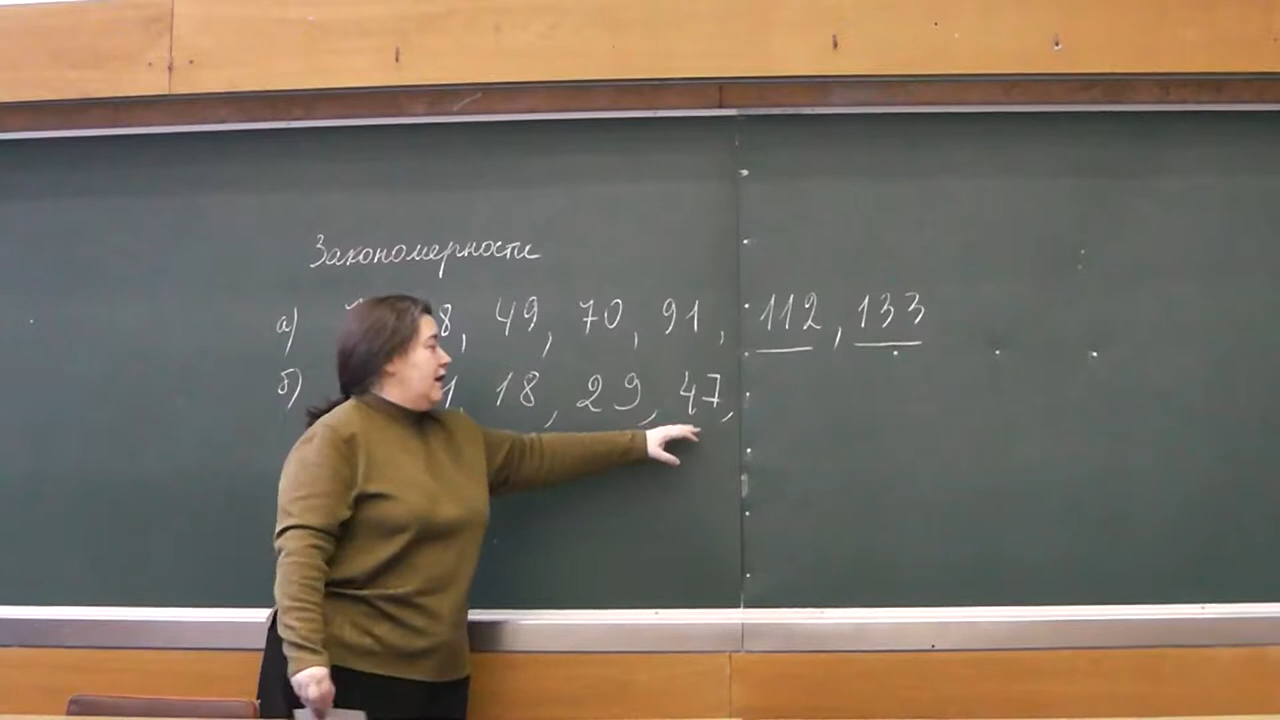 Закономерности
а) 8, 49, 70, 91, 112, 133
б) 1, 18, 29, 47,